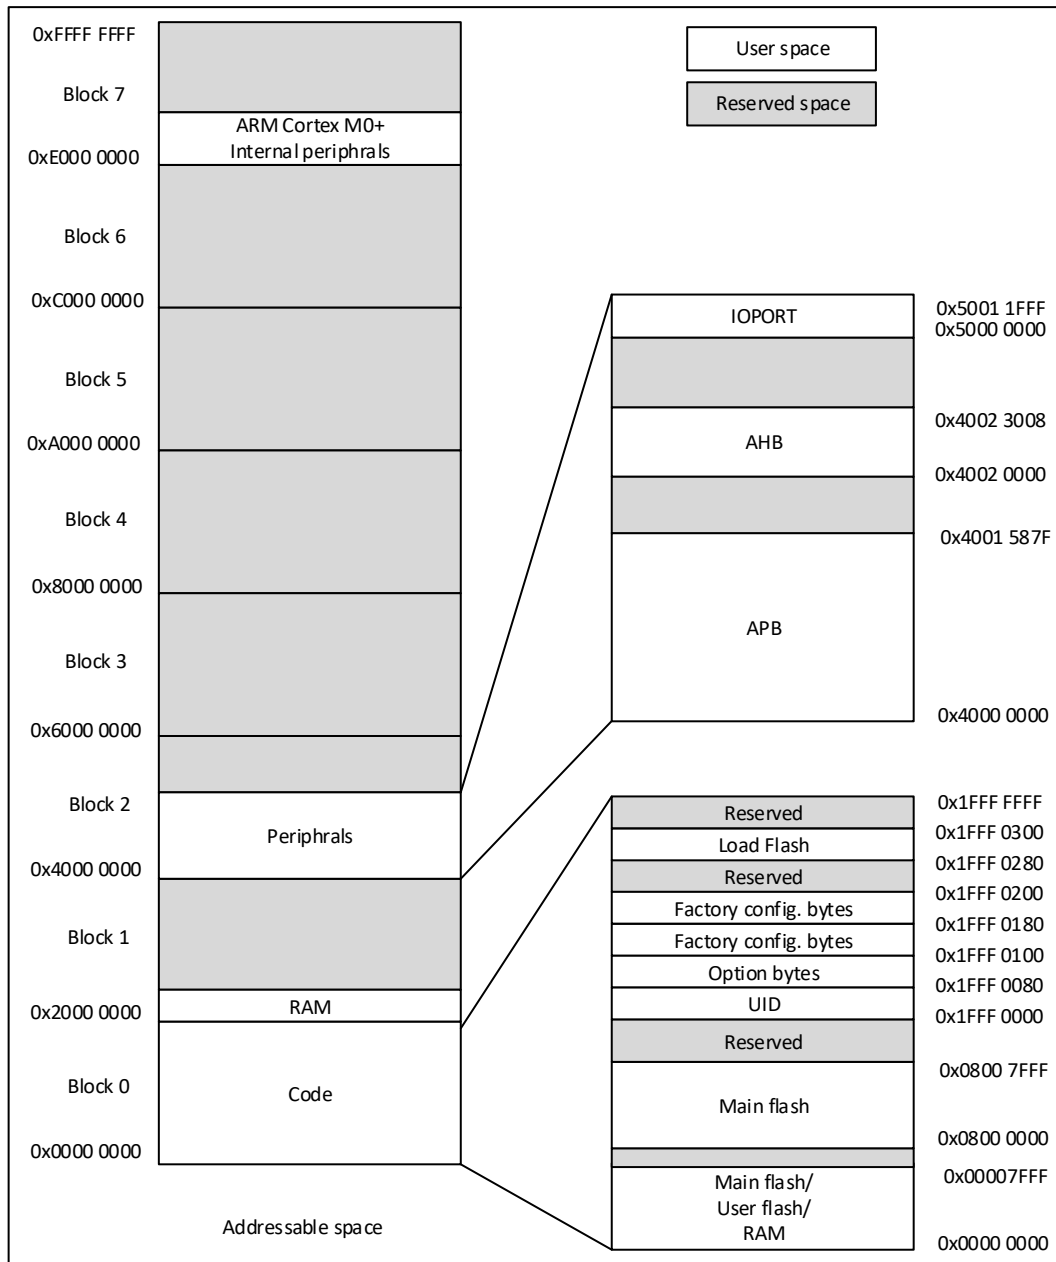 0xFFFF FFFF
Block 7
ARM Cortex M0+
Internal periphrals
0xE000 0000
Block 6
0xC000 0000
Block 5
0xA000 0000
Block 4
0x8000 0000
Block 3
0x6000 0000
Block 2
Periphrals
0x4000 0000
Block 1
RAM
0x2000 0000
Block 0
Code
0x0000 0000
Addressable space
User space
Reserved space
IOPORT
0x5001 1FFF
0x5000 0000
0x4002 3008
AHB
0x4002 0000
0x4001 587F
APB
0x4000 0000
0x1FFF FFFF
Reserved
0x1FFF 0300
Load Flash
0x1FFF 0280
Reserved
0x1FFF 0200
Factory config. bytes
0x1FFF 0180
Factory config. bytes
0x1FFF 0100
Option bytes
0x1FFF 0080
UID
0x1FFF 0000
Reserved
0x0800 7FFF
Main flash
0x0800 0000
0x00007FFF
Main flash/
User flash/
RAM
0x0000 0000